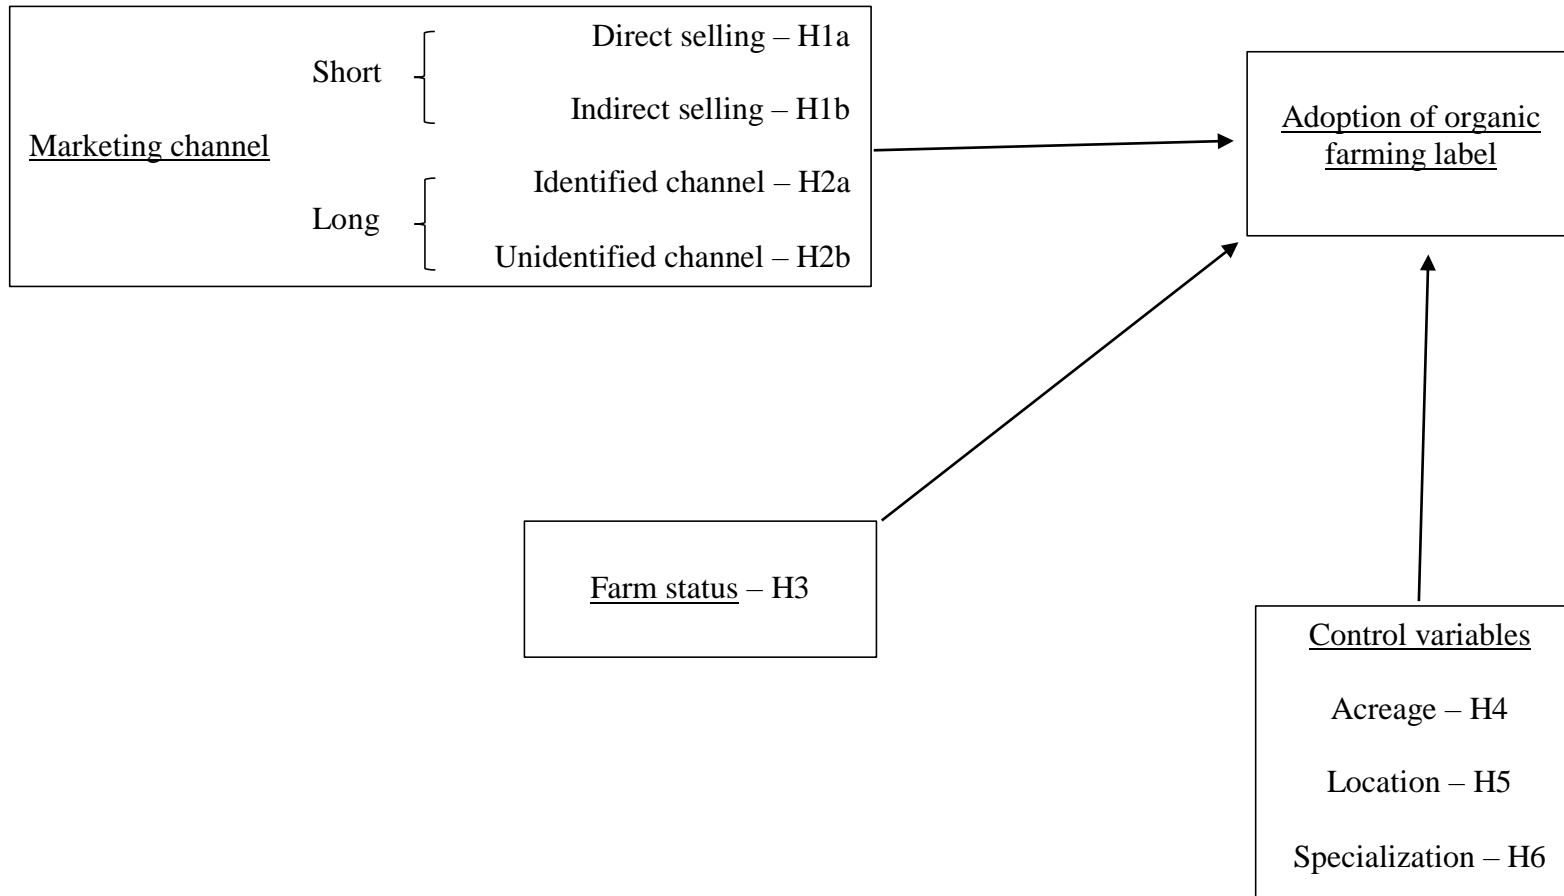 Direct selling – H1a
Short
Indirect selling – H1b
Marketing channel
Identified channel – H2a
Long
Unidentified channel – H2b
Adoption of organic
farming label
Farm status – H3
Control variables
Acreage – H4
Location – H5
Specialization – H6